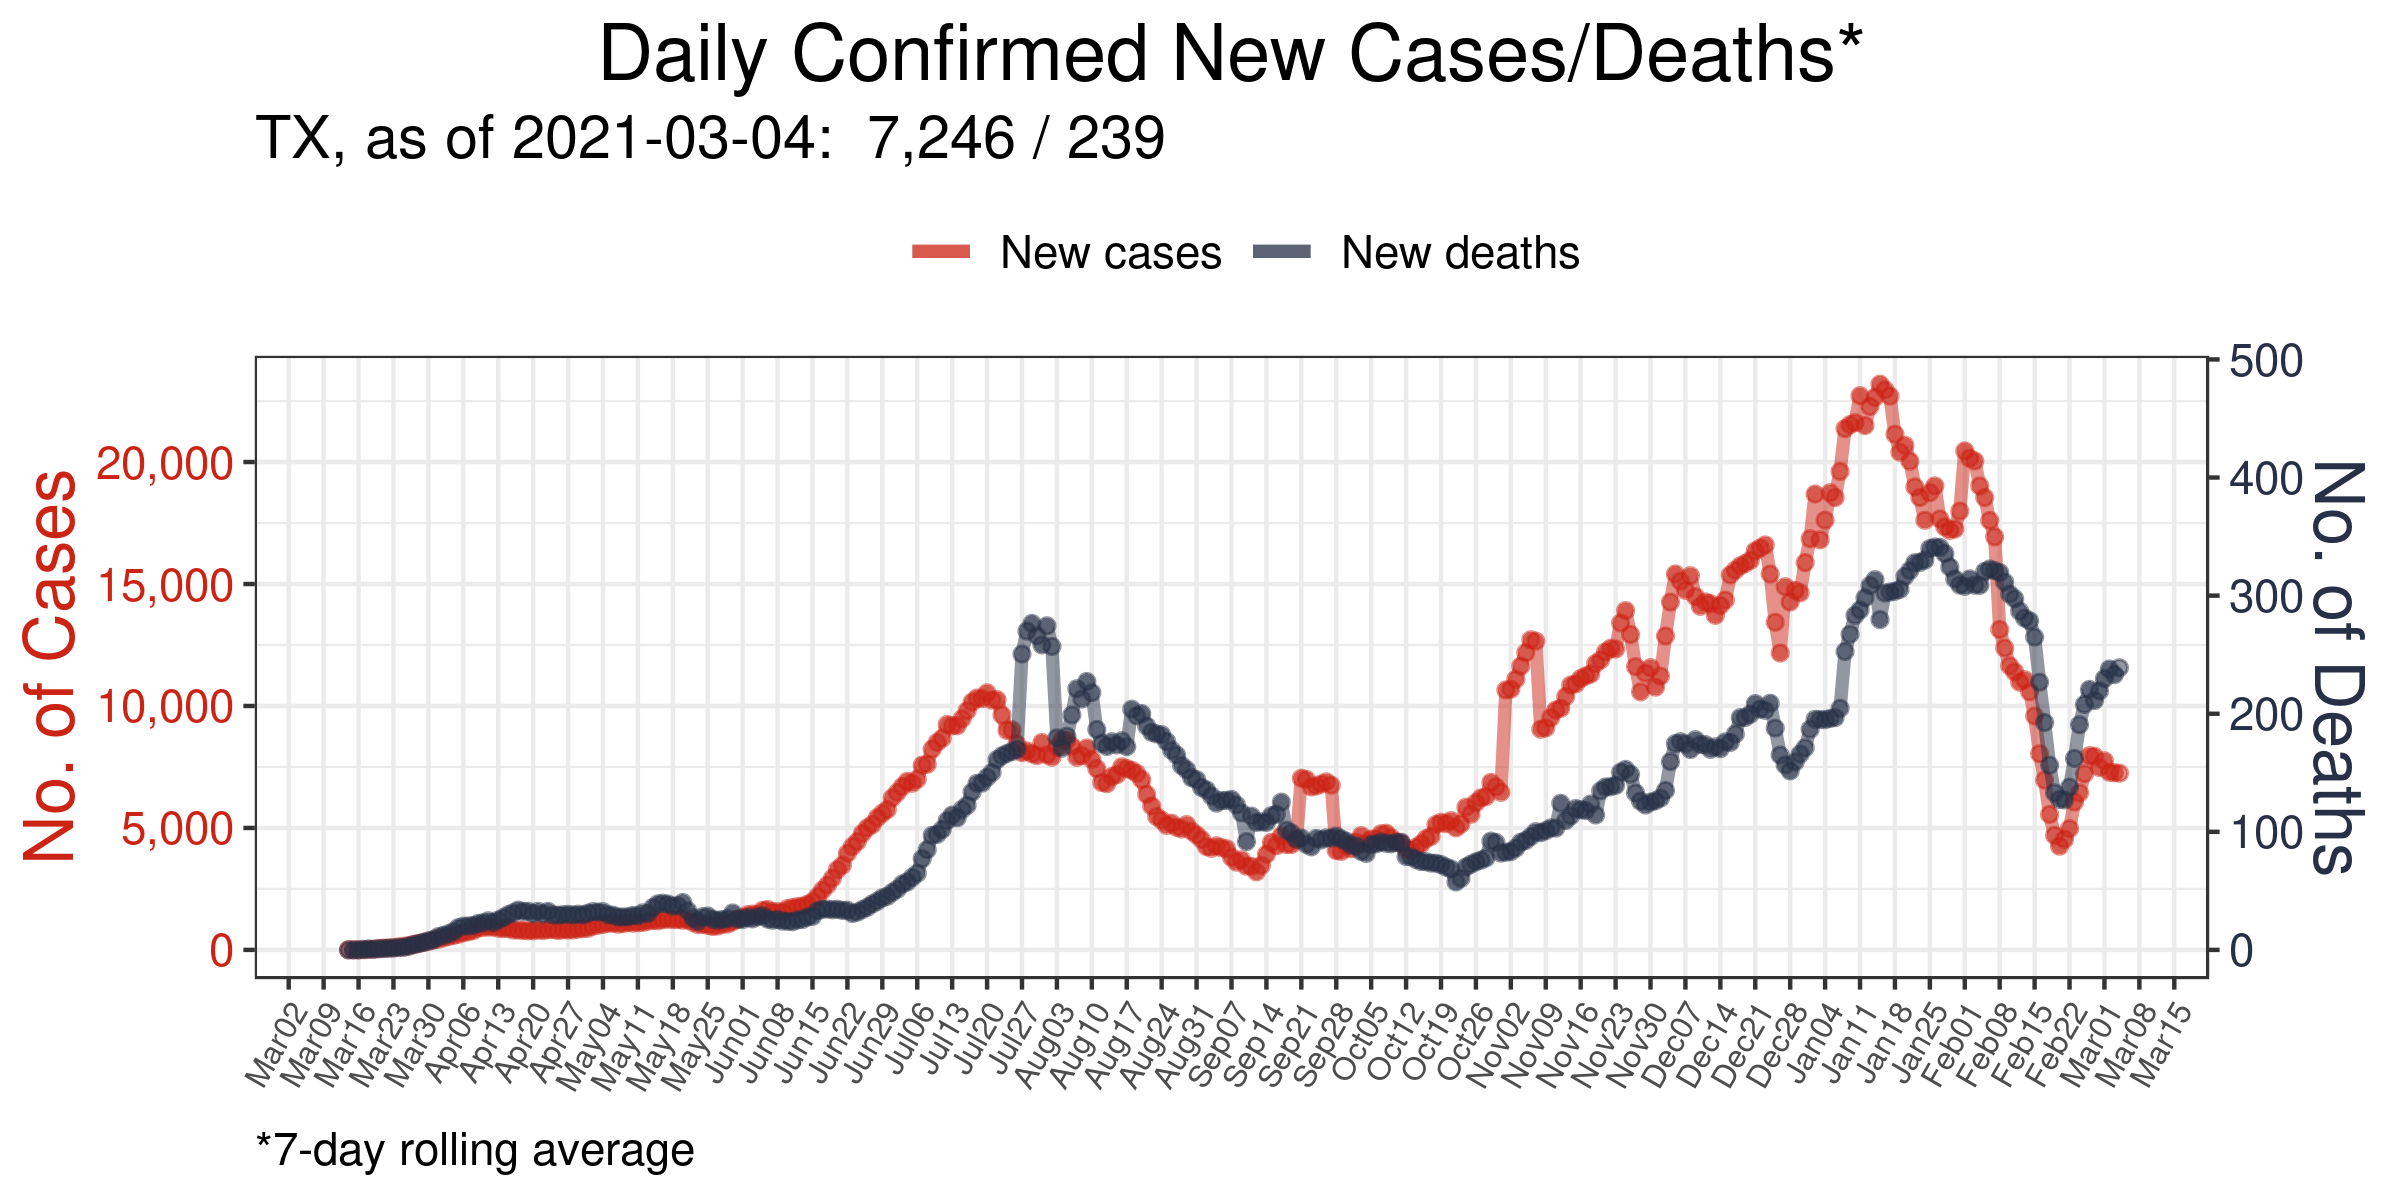 Daily Confirmed New Cases/Deaths*
TX, as of 2021-03-04:  7,246 / 239
New cases
New deaths
No. of Cases
20,000
15,000
10,000
5,000
0
500
400
300
200
100
0
No. of Deaths
Mar02
Mar09
Mar16
Mar23
Mar30
Apr06
Apr13
Apr20
Apr27
May04
May11
May18
May25
Jun01
Jun08
Jun15
Jun22
Jun29
Jul06
Jul13
Jul20
Jul27
Aug03
Aug10
Aug17
Aug24
Aug31
Sep07
Sep14
Sep21
Sep28
Oct05
Oct12
Oct19
Oct26
Nov02
Nov09
Nov16
Nov23
Nov30
Dec07
Dec14
Dec21
Dec28
Jan04
Jan11
Jan18
Jan25
Feb01
Feb08
Feb15
Feb22
Mar01
Mar08
Mar15
*7-day rolling average